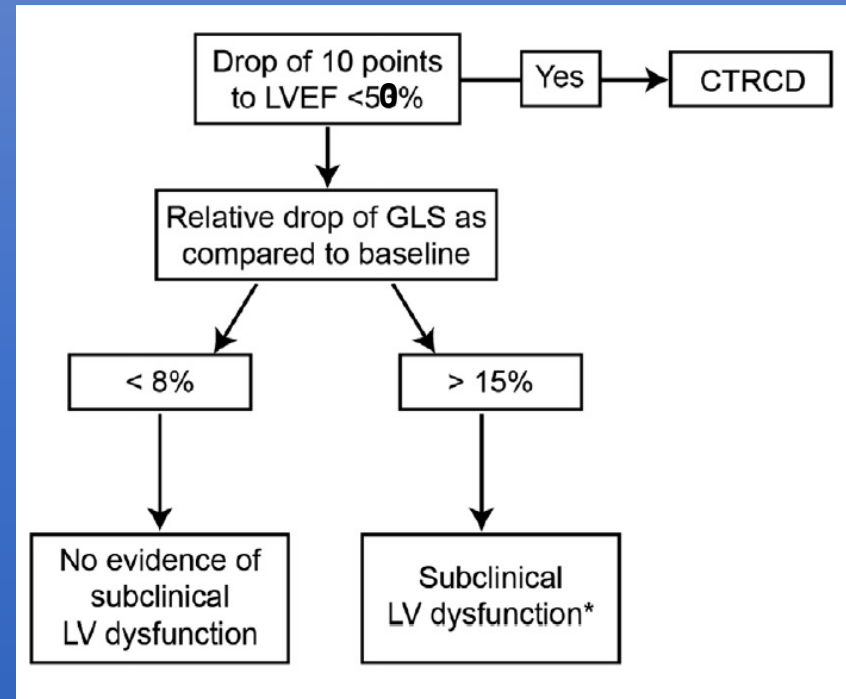 Drop of 10 points
to LVEF <50%
Yes
CTRCD
Relative drop of GLS as
compared to baseline
< 8%
> 15%
No evidence of
subclinical
LV dysfunction
Subclinical
LV dysfunction*